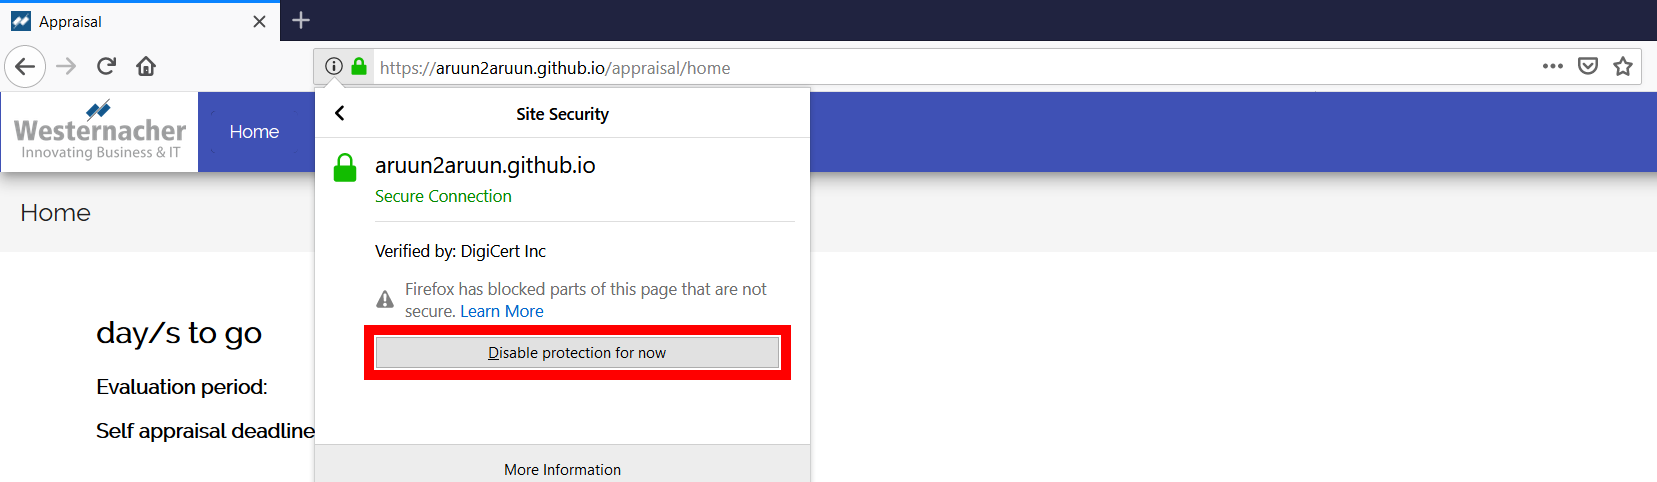 Appraisal
https://aruun2aruun.github.io/appraisal/home
Westernacher
Innovating Business & IT
Home
Site Security
aruun2aruun.github.io
Secure Connection
Home
Verified by: DigiCert Inc
Firefox has blocked parts of this page that are not
secure. Learn More
Disable protection for now
day/s to go
Evaluation period:
Self appraisal deadline
More Information